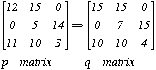 [12 15 0] [15 15 0]
[0 5 14] = [0 7 15]
[11 10 3] [10 10 4]
p matrix q matrix